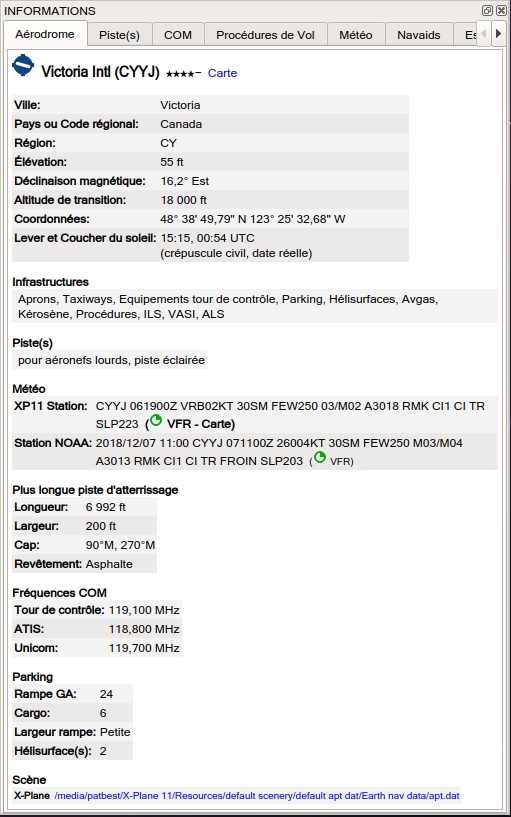 INFORMATIONS
Aérodrome Piste(s) COM Procédures de Vol Météo Navaids Es
Victoria Intl (CYYJ) ★★★★− Carte
Ville: Victoria
Pays ou Code régional: Canada
Région: CY
Élévation: 55 ft
Déclinaison magnétique: 16,2° Est
Altitude de transition: 18 000 ft
Coordonnées: 48° 38' 49,79" N 123° 25' 32,68" W
Lever et Coucher du soleil: 15:15, 00:54 UTC
(crépuscule civil, date réelle)
Infrastructures
Aprons, Taxiways, Equipements tour de contrôle, Parking, Hélisurfaces, Avgas,
Kérosène, Procédures, ILS, VASI, ALS
Piste(s)
pour aéronefs lourds, piste éclairée
Météo
XP11 Station: CYYJ 061900Z VRB02KT 30SM FEW250 03/M02 A3018 RMK CI1 CI TR
SLP223 (VFR - Carte)
Station NOAA: 2018/12/07 11:00 CYYJ 071100Z 26004KT 30SM FEW250 M03/M04
A3013 RMK CI1 CI TR FROIN SLP203 (VFR)
Plus longue piste d'atterrissage
Longueur: 6 992 ft
Largeur: 200 ft
Cap: 90°M, 270°M
Revêtement: Asphalte
Fréquences COM
Tour de contrôle: 119,100 MHz
ATIS: 118,800 MHz
Unicom: 119,700 MHz
Parking
Rampe GA: 24
Cargo: 6
Largeur rampe: Petite
Hélisurface(s): 2
Scène
X-Plane /media/patbest/X-Plane 11/Resources/default scenery/default apt dat/Earth nav data/apt.dat